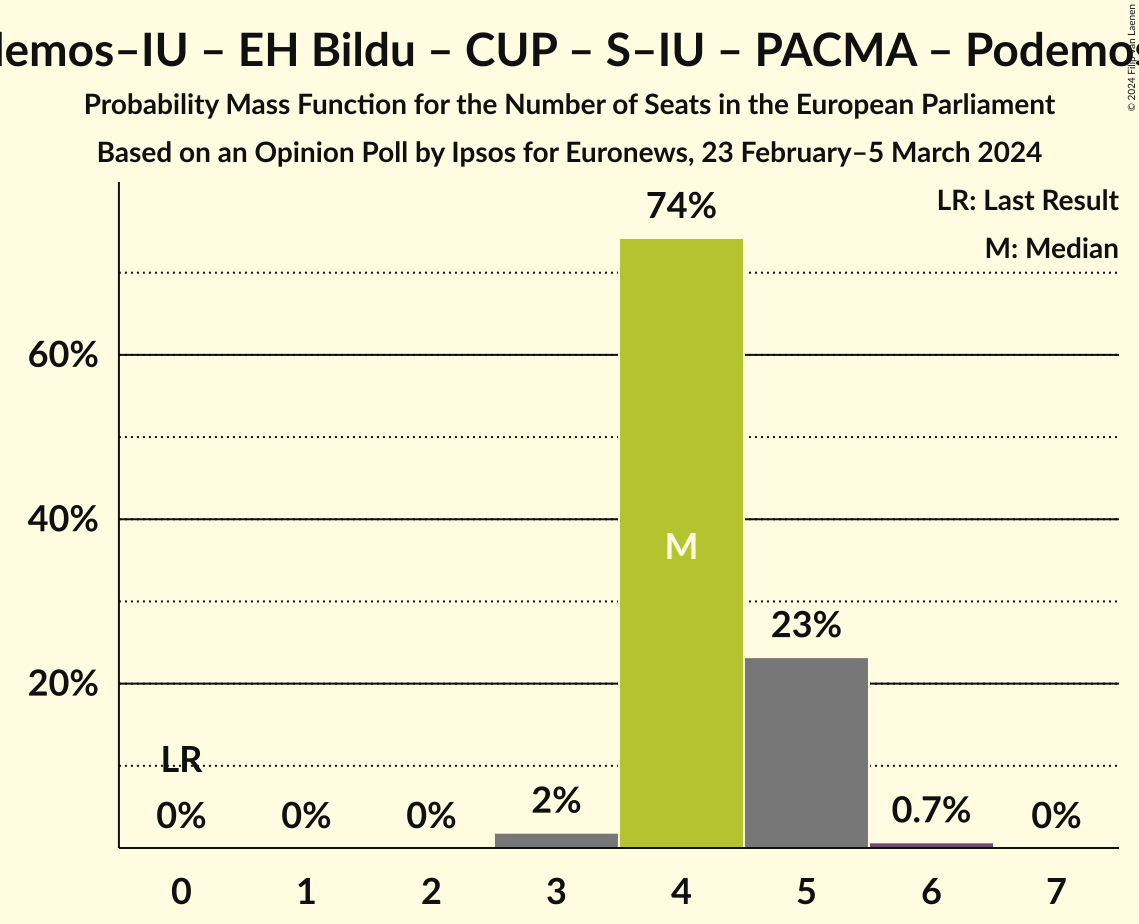 demos–IU – EH Bildu – CUP – S–IU – PACMA – Podemos
© 2024 Filip van Laenen
Probability Mass Function for the Number of Seats in the European Parliament
Based on an Opinion Poll by Ipsos for Euronews, 23 February–5 March 2024
LR: Last Result
M: Median
74%
60%
40%
M
23%
20%
LR
0% 0% 0% 2% 0.7% 0%
0 1 2 3 4 5 6 7